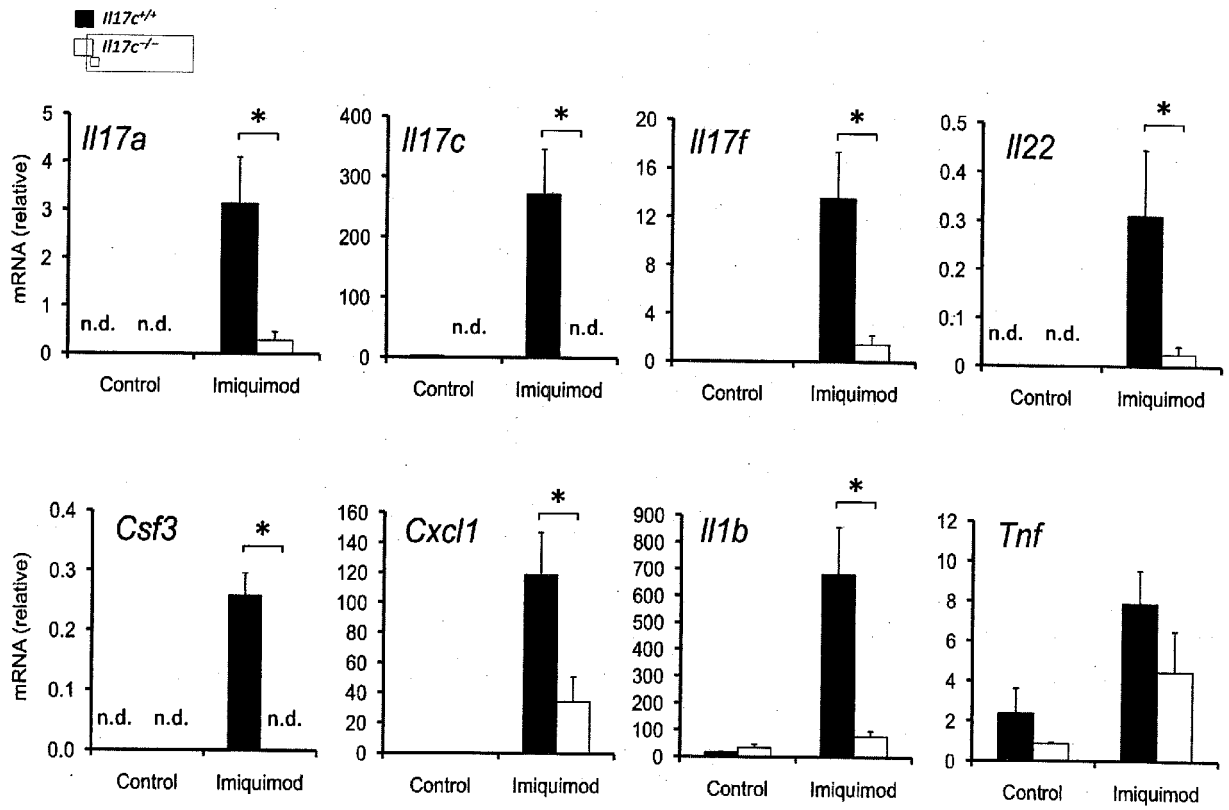 Il17c+/+
Il17c-/-
mRNA (relative)
5
4
3
2
1
0
Il17a
*
n.d. n.d.
Control Imiquimod
400
300
200
100
0
Il17c
*
n.d. n.d.
Control Imiquimod
20
16
12
8
4
0
Il17f
*
Control Imiquimod
0.5
0.4
0.3
0.2
0.1
0
Il22
*
n.d. n.d.
Control Imiquimod
mRNA (relative)
0.4
0.3
0.2
0.1
0.0
Csf3
*
n.d. n.d. n.d.
Control Imiquimod
160
140
120
100
80
60
40
20
0
Cxcl1
*
Control Imiquimod
900
800
700
600
500
400
300
200
100
0
Il1b
*
Control Imiquimod
12
10
8
6
4
2
0
Tnf
Control Imiquimod